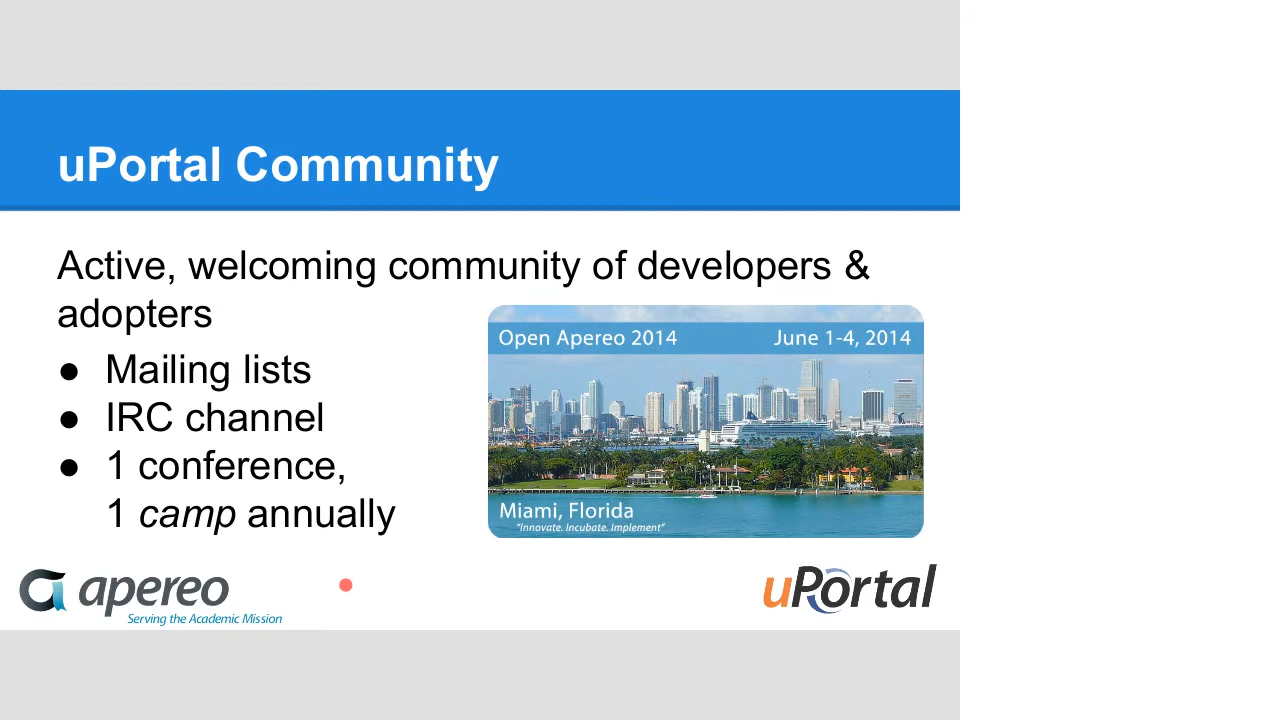 uPortal Community
Active, welcoming community of developers &
adopters
● Mailing lists
● IRC channel
● 1 conference,
1 camp annually
Open Apereo 2014 June 1-4, 2014
Miami, Florida
"Innovate. Incubate. Implement"
apereo
Serving the Academic Mission
uPortal